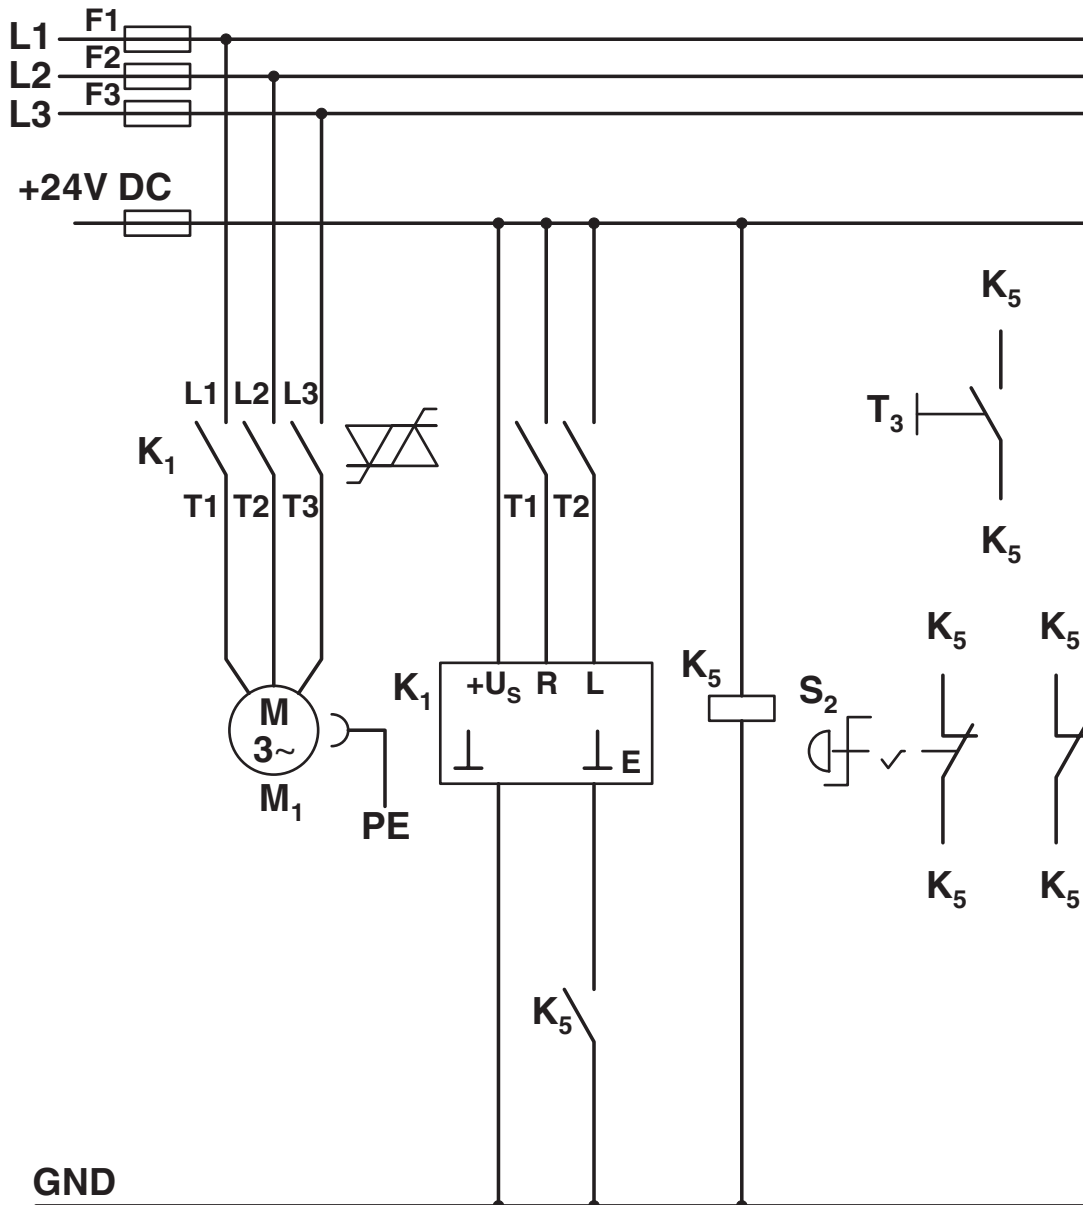 F1
L1
F2
L2
F3
L3
+24V DC
K5
L1 L2 L3
T3
K1
T1 T2 T3 T1 T2
K5
K5 K5
K1 +US R L K5 S2
M
3~
E
M1
PE
K5 K5
K5
GND